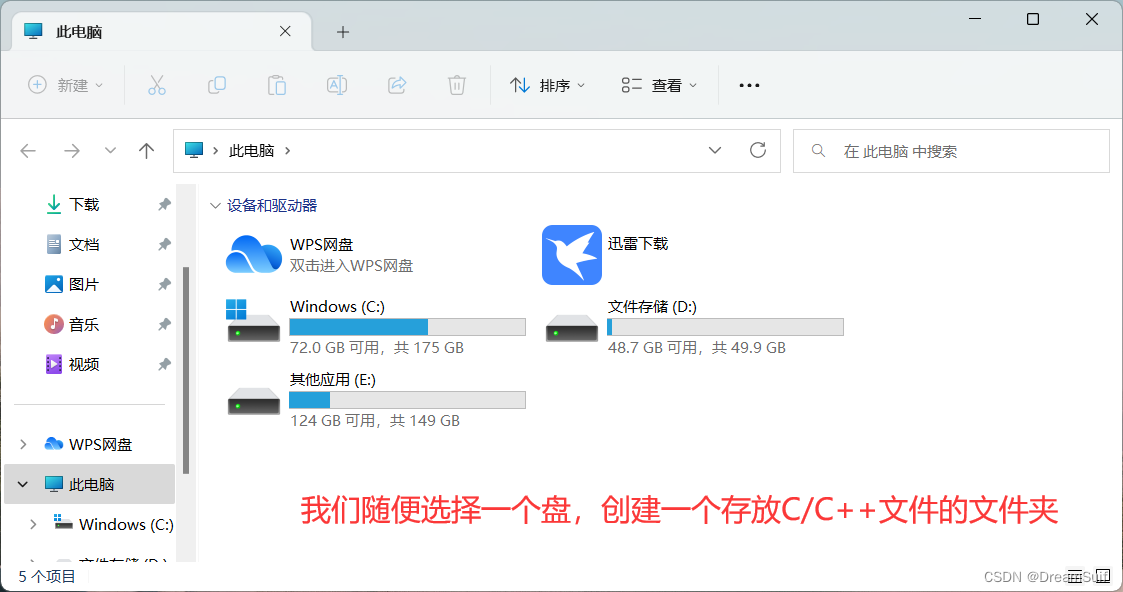 此电脑
新建
排序
查看
此电脑
在 此电脑 中搜索
下载
文档
图片
音乐
视频
WPS网盘
此电脑
Windows (C:)
文件存储 (D:)
设备和驱动器
WPS网盘
双击进入WPS网盘
迅雷下载
Windows (C:)
72.0 GB 可用，共 175 GB
文件存储 (D:)
48.7 GB 可用，共 49.9 GB
其他应用 (E:)
124 GB 可用，共 149 GB
我们随便选择一个盘，创建一个存放C/C++文件的文件夹
5 个项目
CSDN @DreamSuif